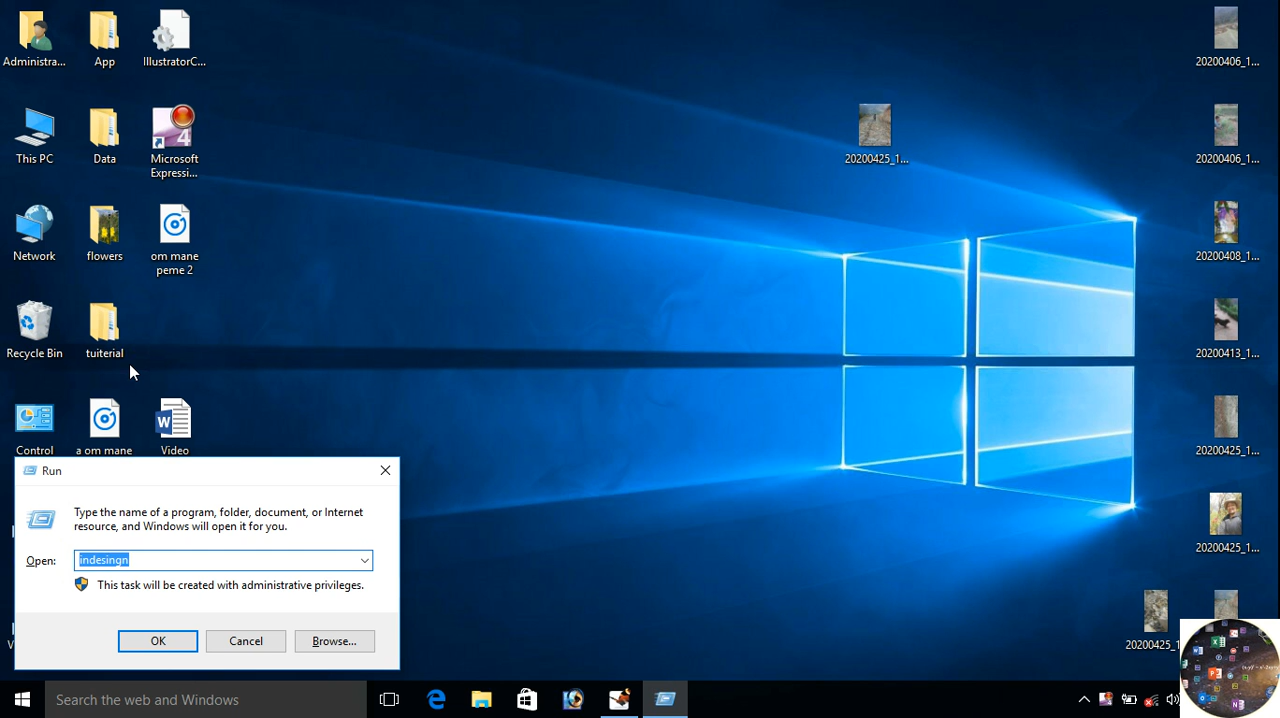 Administra...
App
IllustratorC...
This PC
Data
Microsoft
Expressi...
Network
flowers
om mane
peme 2
Recycle Bin
tuiterial
Control
a om mane
Video
20200425_1...
20200406_1...
20200406_1...
20200408_1...
20200413_1...
20200425_1...
20200425_1...
20200425_1
Run
Type the name of a program, folder, document, or Internet
resource, and Windows will open it for you.
Open:
indesingn
This task will be created with administrative privileges.
OK
Cancel
Browse...
Search the web and Windows